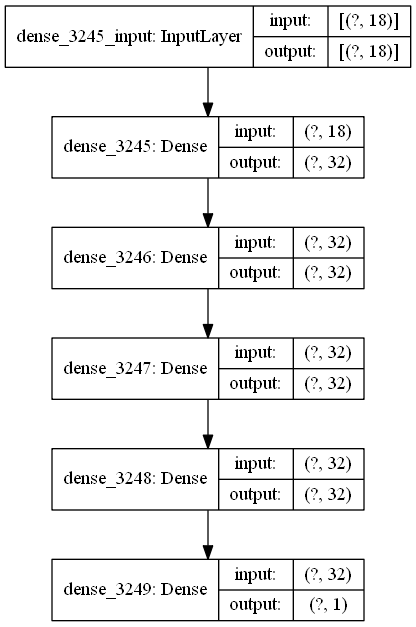 dense_3245_input: InputLayer
input: [(?, 18)]
output: [(?, 18)]
dense_3245: Dense
input: (?, 18)
output: (?, 32)
dense_3246: Dense
input: (?, 32)
output: (?, 32)
dense_3247: Dense
input: (?, 32)
output: (?, 32)
dense_3248: Dense
input: (?, 32)
output: (?, 32)
dense_3249: Dense
input: (?, 32)
output: (?, 1)